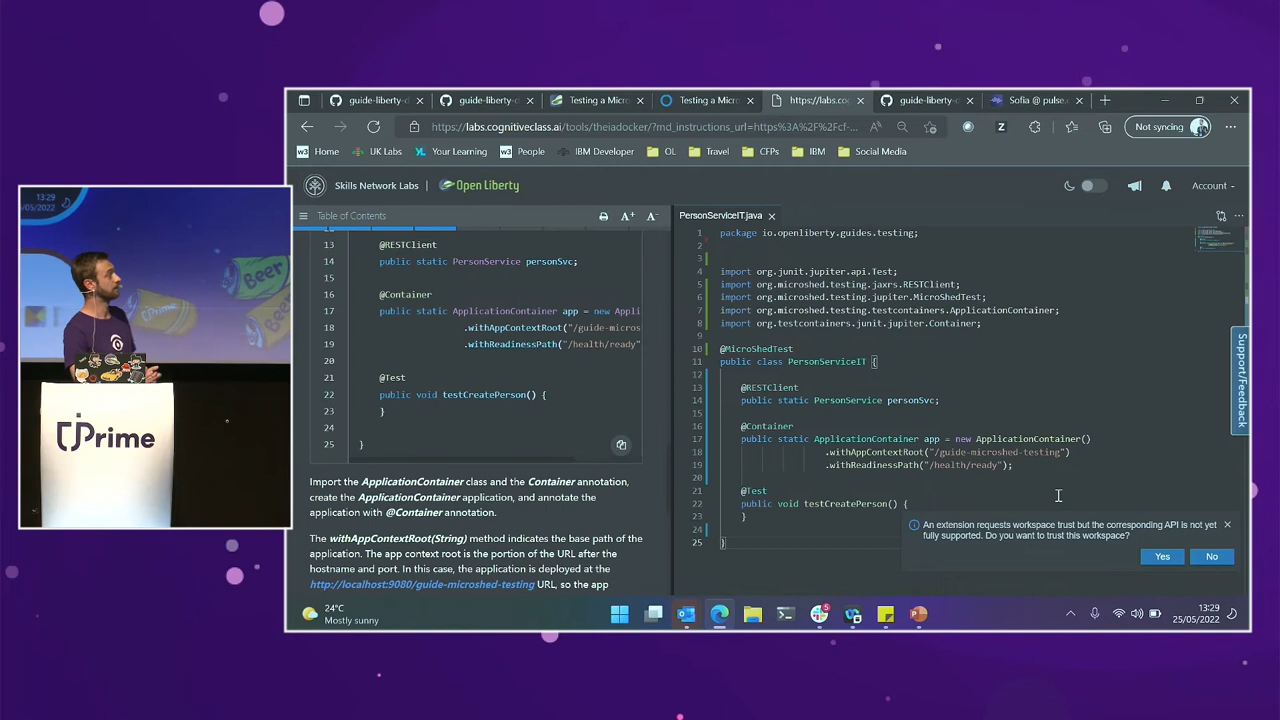 13:29
/05/2022
Beer
jPrime
Beer
jPrime
guide-liberty-d
guide-liberty-d
Testing a Micro
Testing a Micro
https://labs.cog
guide-liberty-d
Sofia @ pulse.
https://labs.cognitiveclass.ai/tools/theiadocker/?md_instructions_url=https%3A%2F%2Fcf-...
Not syncing
w3 Home
UK Labs
YL Your Learning
w3 People
IBM Developer
OL
Travel
CFPs
IBM
Social Media
Skills Network Labs
Open Liberty
Account
Table of Contents
A+ A-
13 @RESTClient
14 public static PersonService personSvc;
15
16 @Container
17 public static ApplicationContainer app = new Appli
18 .withAppContextRoot("/guide-micros
19 .withReadinessPath("/health/ready"
20
21 @Test
22 public void testCreatePerson() {
23 }
24
25 }
Import the ApplicationContainer class and the Container annotation,
create the ApplicationContainer application, and annotate the
application with @Container annotation.
The withAppContextRoot(String) method indicates the base path of the
application. The app context root is the portion of the URL after the
hostname and port. In this case, the application is deployed at the
http://localhost:9080/guide-microshed-testing URL, so the app
PersonServiceIT.java
1 package io.openliberty.guides.testing;
2
3
4 import org.junit.jupiter.api.Test;
5 import org.microshed.testing.jaxrs.RESTClient;
6 import org.microshed.testing.jupiter.MicroShedTest;
7 import org.microshed.testing.testcontainers.ApplicationContainer;
8 import org.testcontainers.junit.jupiter.Container;
9
10 @MicroShedTest
11 public class PersonServiceIT {
12
13 @RESTClient
14 public static PersonService personSvc;
15
16 @Container
17 public static ApplicationContainer app = new ApplicationContainer()
18 .withAppContextRoot("/guide-microshed-testing")
19 .withReadinessPath("/health/ready");
20
21 @Test
22 public void testCreatePerson() {
23 }
24
25 }
An extension requests workspace trust but the corresponding API is not yet
fully supported. Do you want to trust this workspace?
Yes
No
Support/Feedback
24°C
Mostly sunny
5
13:29
25/05/2022